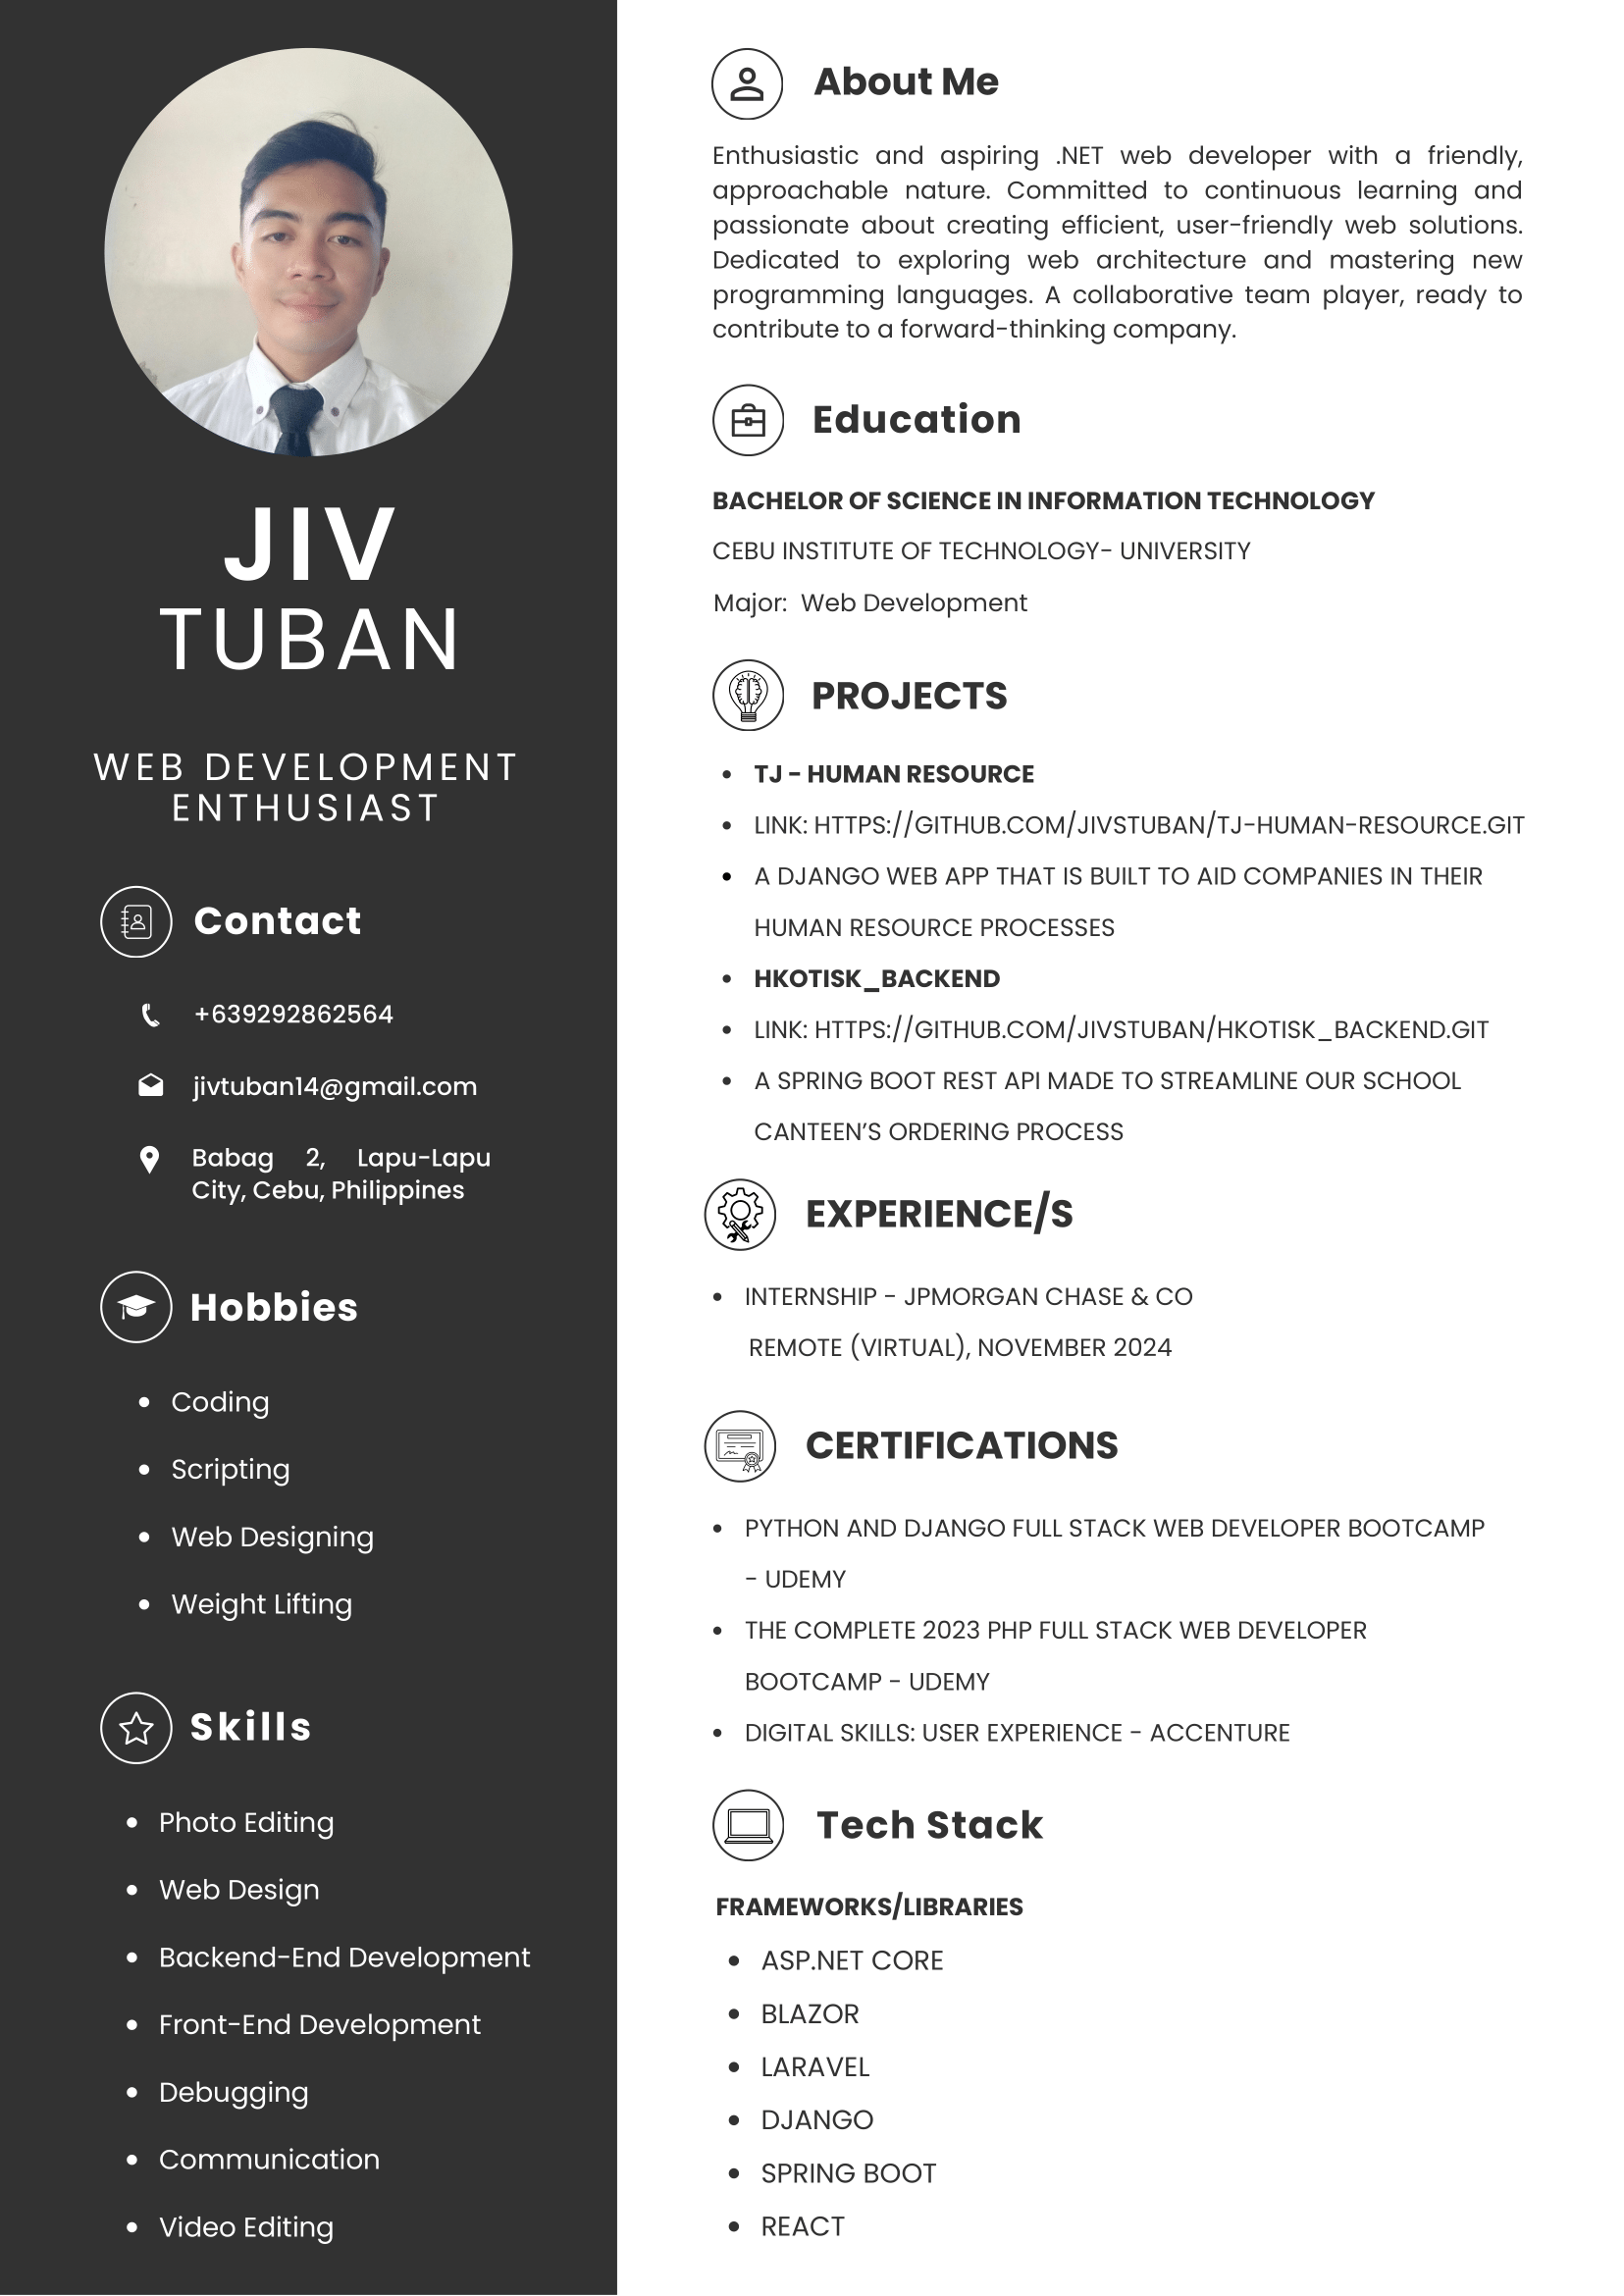 JIV
TUBAN
WEB DEVELOPMENT
ENTHUSIAST
Contact
+639292862564
jivtuban14@gmail.com
Babag 2, Lapu-Lapu
City, Cebu, Philippines
Hobbies
Coding
Scripting
Web Designing
Weight Lifting
Skills
Photo Editing
Web Design
Backend-End Development
Front-End Development
Debugging
Communication
Video Editing
About Me
Enthusiastic and aspiring .NET web developer with a friendly,
approachable nature. Committed to continuous learning and
passionate about creating efficient, user-friendly web solutions.
Dedicated to exploring web architecture and mastering new
programming languages. A collaborative team player, ready to
contribute to a forward-thinking company.
Education
BACHELOR OF SCIENCE IN INFORMATION TECHNOLOGY
CEBU INSTITUTE OF TECHNOLOGY- UNIVERSITY
Major: Web Development
PROJECTS
TJ - HUMAN RESOURCE
LINK: HTTPS://GITHUB.COM/JIVSTUBAN/TJ-HUMAN-RESOURCE.GIT
A DJANGO WEB APP THAT IS BUILT TO AID COMPANIES IN THEIR
HUMAN RESOURCE PROCESSES
HKOTISK_BACKEND
LINK: HTTPS://GITHUB.COM/JIVSTUBAN/HKOTISK_BACKEND.GIT
A SPRING BOOT REST API MADE TO STREAMLINE OUR SCHOOL
CANTEEN’S ORDERING PROCESS
EXPERIENCE/S
INTERNSHIP - JPMORGAN CHASE & CO
REMOTE (VIRTUAL), NOVEMBER 2024
CERTIFICATIONS
PYTHON AND DJANGO FULL STACK WEB DEVELOPER BOOTCAMP
- UDEMY
THE COMPLETE 2023 PHP FULL STACK WEB DEVELOPER
BOOTCAMP - UDEMY
DIGITAL SKILLS: USER EXPERIENCE - ACCENTURE
Tech Stack
FRAMEWORKS/LIBRARIES
ASP.NET CORE
BLAZOR
LARAVEL
DJANGO
SPRING BOOT
REACT